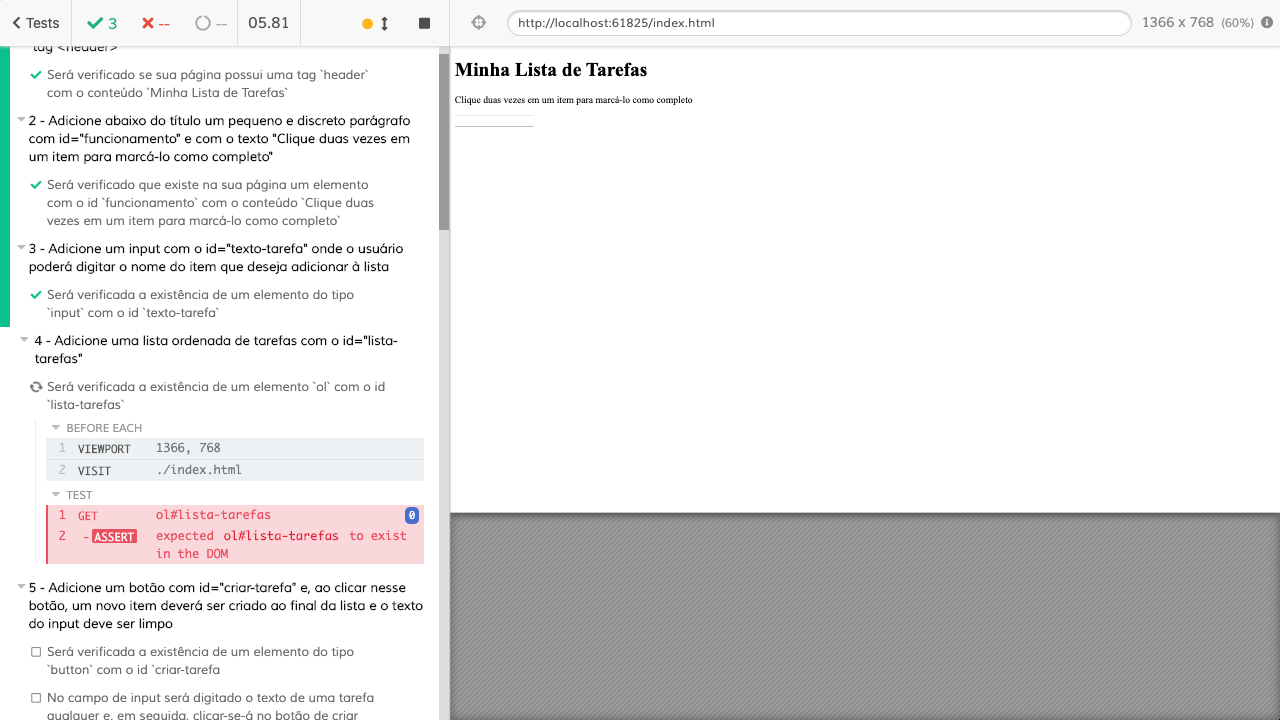 Tests
3
--
--
05.81
http://localhost:61825/index.html
1366 x 768 (60%)
tag <header>
Será verificado se sua página possui uma tag `header`
com o conteúdo `Minha Lista de Tarefas`
2 - Adicione abaixo do título um pequeno e discreto parágrafo
com id="funcionamento" e com o texto "Clique duas vezes em
um item para marcá-lo como completo"
Será verificado que existe na sua página um elemento
com o id `funcionamento` com o conteúdo `Clique duas
vezes em um item para marcá-lo como completo`
3 - Adicione um input com o id="texto-tarefa" onde o usuário
poderá digitar o nome do item que deseja adicionar à lista
Será verificada a existência de um elemento do tipo
`input` com o id `texto-tarefa`
4 - Adicione uma lista ordenada de tarefas com o id="lista-
tarefas"
Será verificada a existência de um elemento `ol` com o id
`lista-tarefas`
BEFORE EACH
1 VIEWPORT 1366, 768
2 VISIT ./index.html
TEST
1 GET ol#lista-tarefas 0
2 -ASSERT expected ol#lista-tarefas to exist
in the DOM
5 - Adicione um botão com id="criar-tarefa" e, ao clicar nesse
botão, um novo item deverá ser criado ao final da lista e o texto
do input deve ser limpo
Será verificada a existência de um elemento do tipo
`button` com o id `criar-tarefa
No campo de input será digitado o texto de uma tarefa
qualquer e, em seguida, clicar-se-á no botão de criar
Minha Lista de Tarefas
Clique duas vezes em um item para marcá-lo como completo